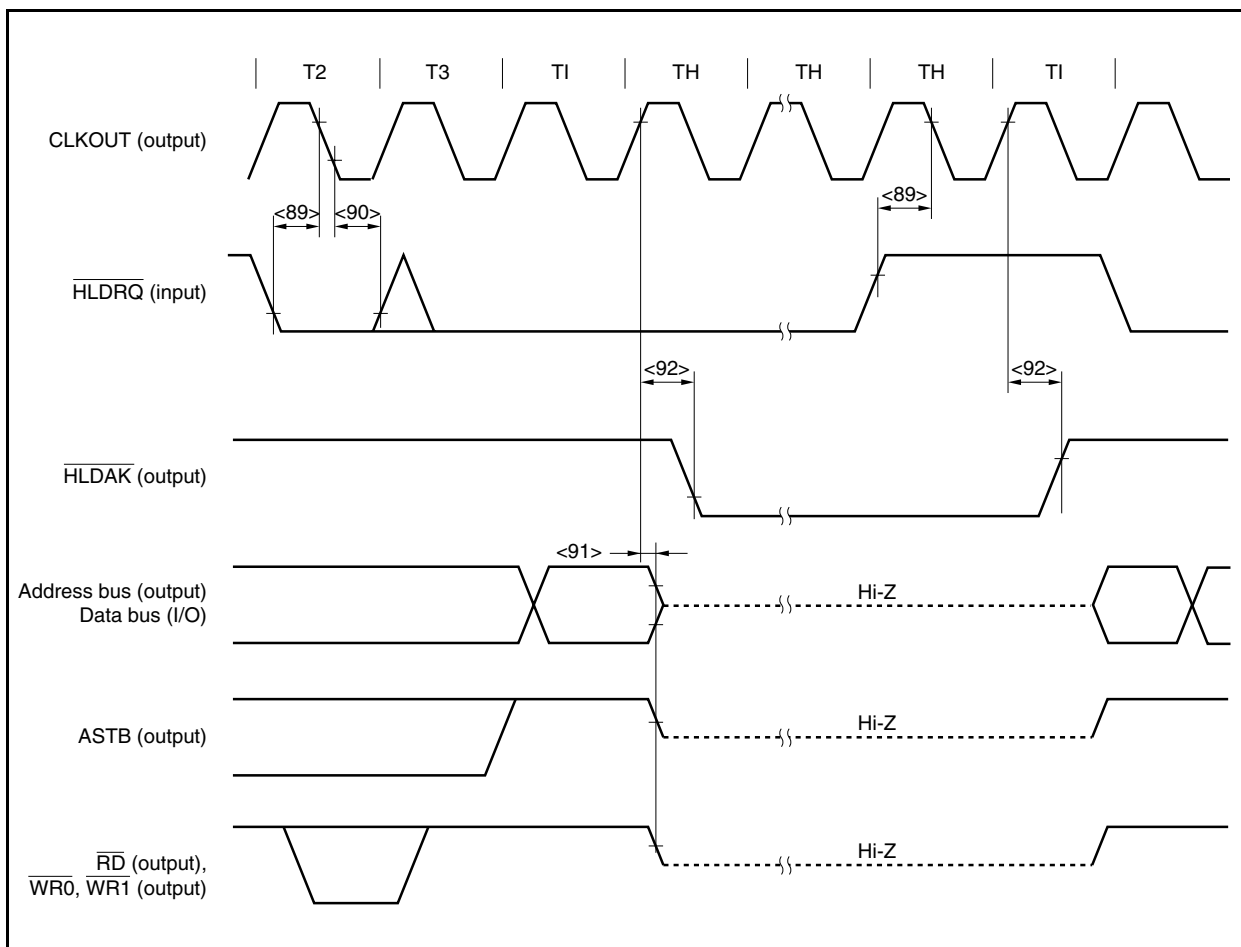 T2 T3 TI TH TH TH TI
CLKOUT (output)
<89> <90> <89>
HLDRQ (input)
<92> <92>
HLDAK (output)
<91>
Address bus (output)
Data bus (I/O)
Hi-Z
ASTB (output)
Hi-Z
RD (output),
WR0, WR1 (output)
Hi-Z